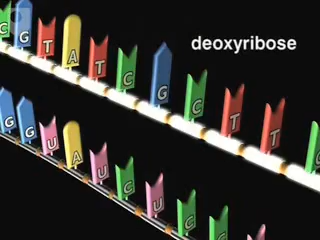 deoxyribose
C G T A T C G C T T
G G U A U C U C C